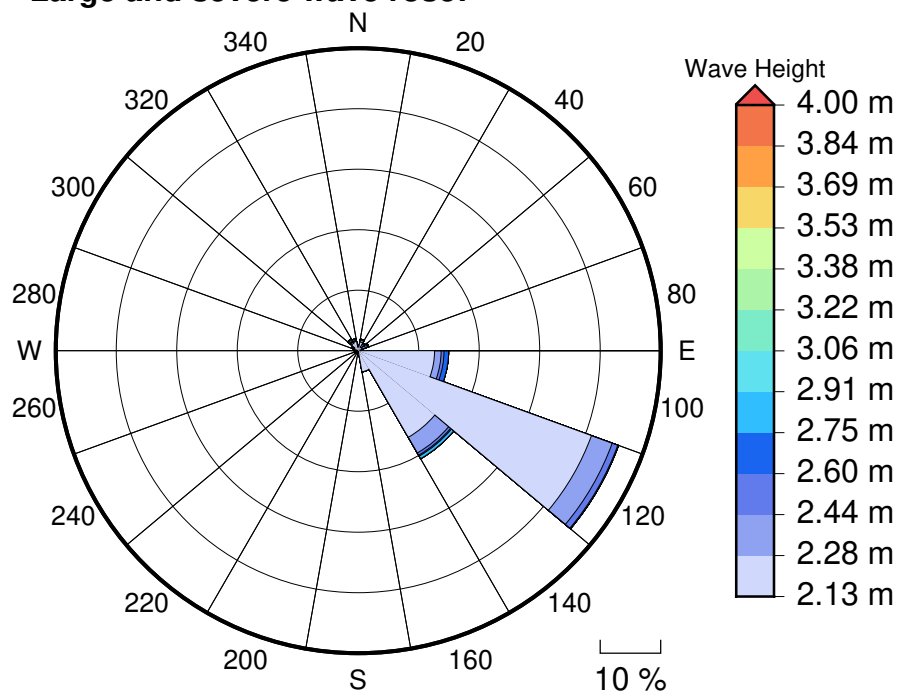 N
340
20
320
40
300
60
280
80
W
E
260
100
240
120
220
140
200
160
S
Wave Height
4.00 m
3.84 m
3.69 m
3.53 m
3.38 m
3.22 m
3.06 m
2.91 m
2.75 m
2.60 m
2.44 m
2.28 m
2.13 m
10 %